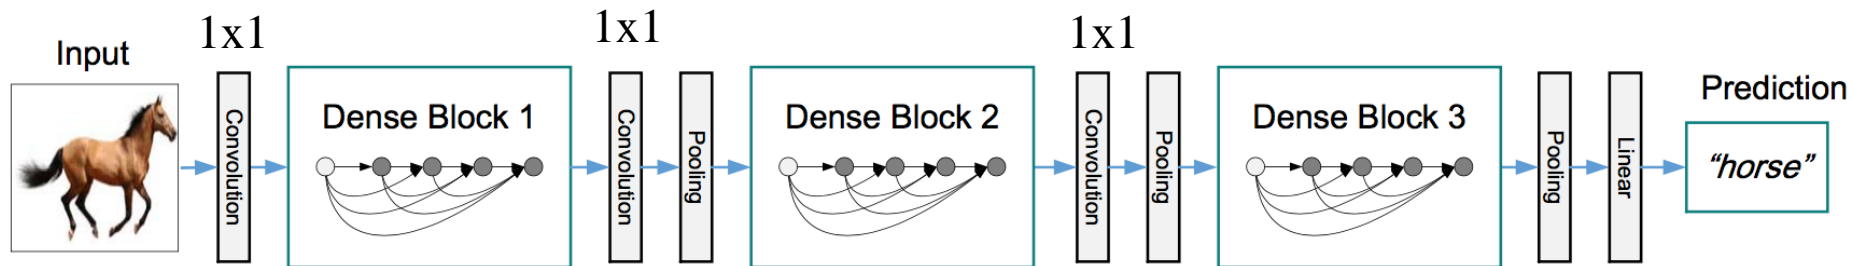 Input
1x1
Convolution
Dense Block 1
1x1
Convolution
Pooling
Dense Block 2
1x1
Convolution
Pooling
Dense Block 3
Pooling
Linear
Prediction
“horse”